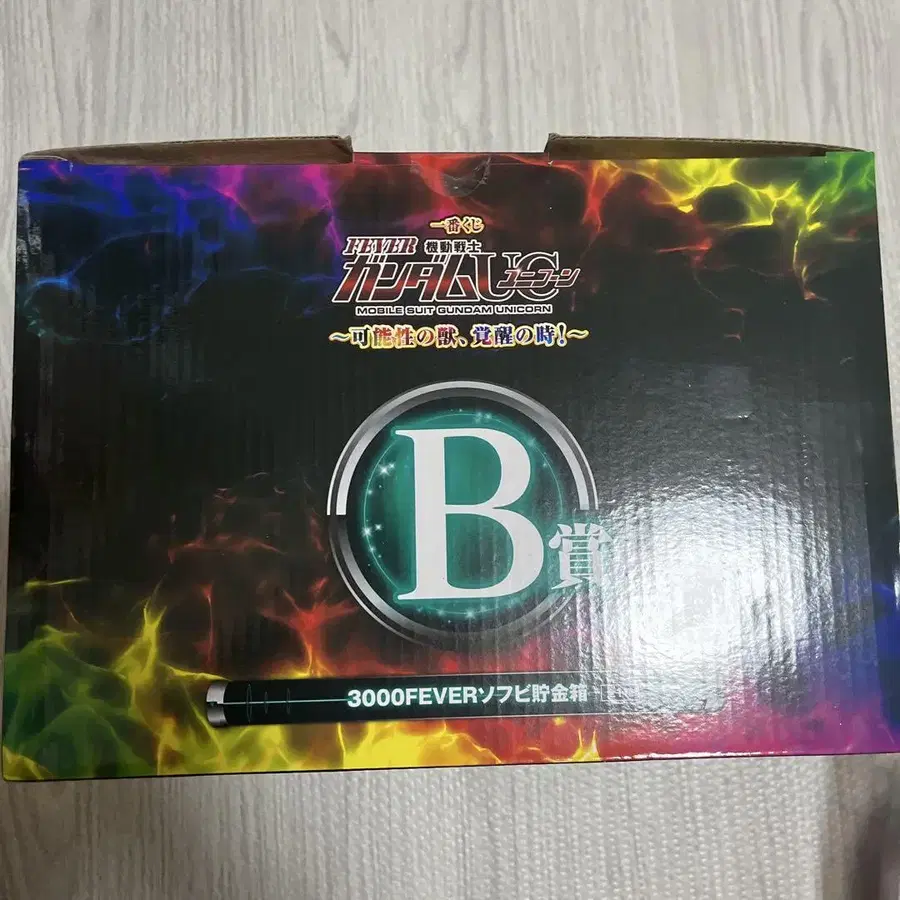 一番くじ
FEVER 機動戦士
ガンダムUC ユニコーン
MOBILE SUIT GUNDAM UNICORN
～可能性の獣、覚醒の時！～
B賞
3000FEVERソフビ貯金箱